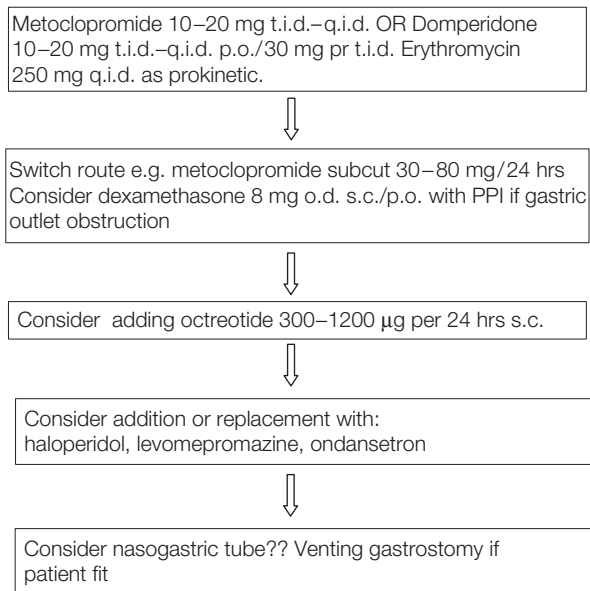 Metoclopromide 10–20 mg t.i.d.–q.i.d. OR Domperidone
10–20 mg t.i.d.–q.i.d. p.o./30 mg pr t.i.d. Erythromycin
250 mg q.i.d. as prokinetic.
Switch route e.g. metoclopromide subcut 30–80 mg/24 hrs
Consider dexamethasone 8 mg o.d. s.c./p.o. with PPI if gastric
outlet obstruction
Consider adding octreotide 300–1200 µg per 24 hrs s.c.
Consider addition or replacement with:
haloperidol, levomepromazine, ondansetron
Consider nasogastric tube?? Venting gastrostomy if
patient fit